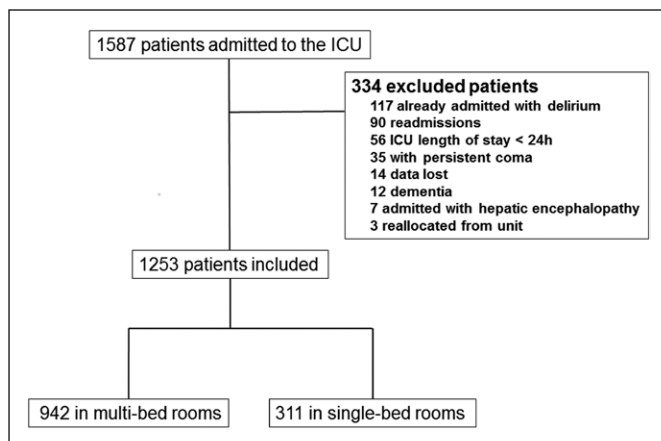 1587 patients admitted to the ICU
334 excluded patients
117 already admitted with delirium
90 readmissions
56 ICU length of stay < 24h
35 with persistent coma
14 data lost
12 dementia
7 admitted with hepatic encephalopathy
3 reallocated from unit
1253 patients included
942 in multi-bed rooms
311 in single-bed rooms